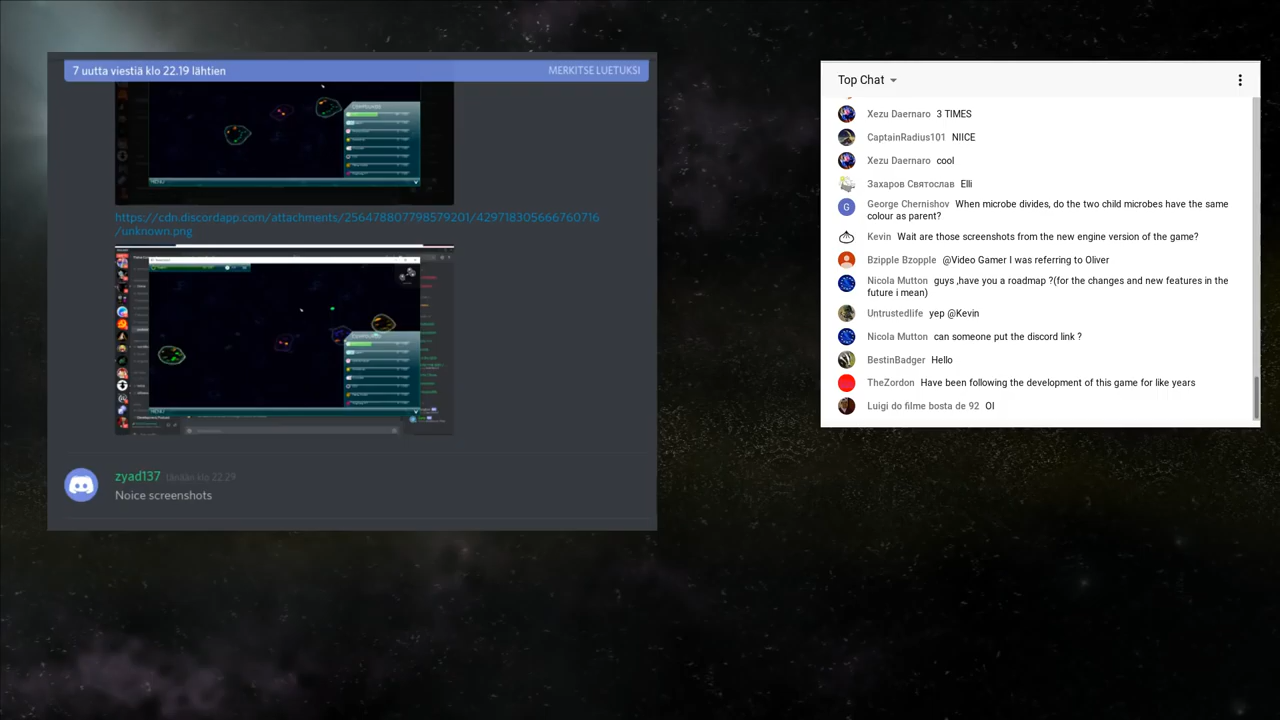 7 uutta viestiä klo 22.19 lähtien
MERKITSE LUETUKSI
COMPOUNDS
https://cdn.discordapp.com/attachments/256478807798579201/429718305666760716
/unknown.png
COMPOUNDS
zyad137 tänään klo 22.29
Noice screenshots
Top Chat
Xezu Daernaro 3 TIMES
CaptainRadius101 NIICE
Xezu Daernaro cool
Захаров Святослав Elli
G George Chernishov When microbe divides, do the two child microbes have the same
colour as parent?
Kevin Wait are those screenshots from the new engine version of the game?
Bzipple Bzopple @Video Gamer I was referring to Oliver
Nicola Mutton guys ,have you a roadmap ?(for the changes and new features in the
future i mean)
Untrustedlife yep @Kevin
Nicola Mutton can someone put the discord link ?
BestinBadger Hello
TheZordon Have been following the development of this game for like years
Luigi do filme bosta de 92 OI